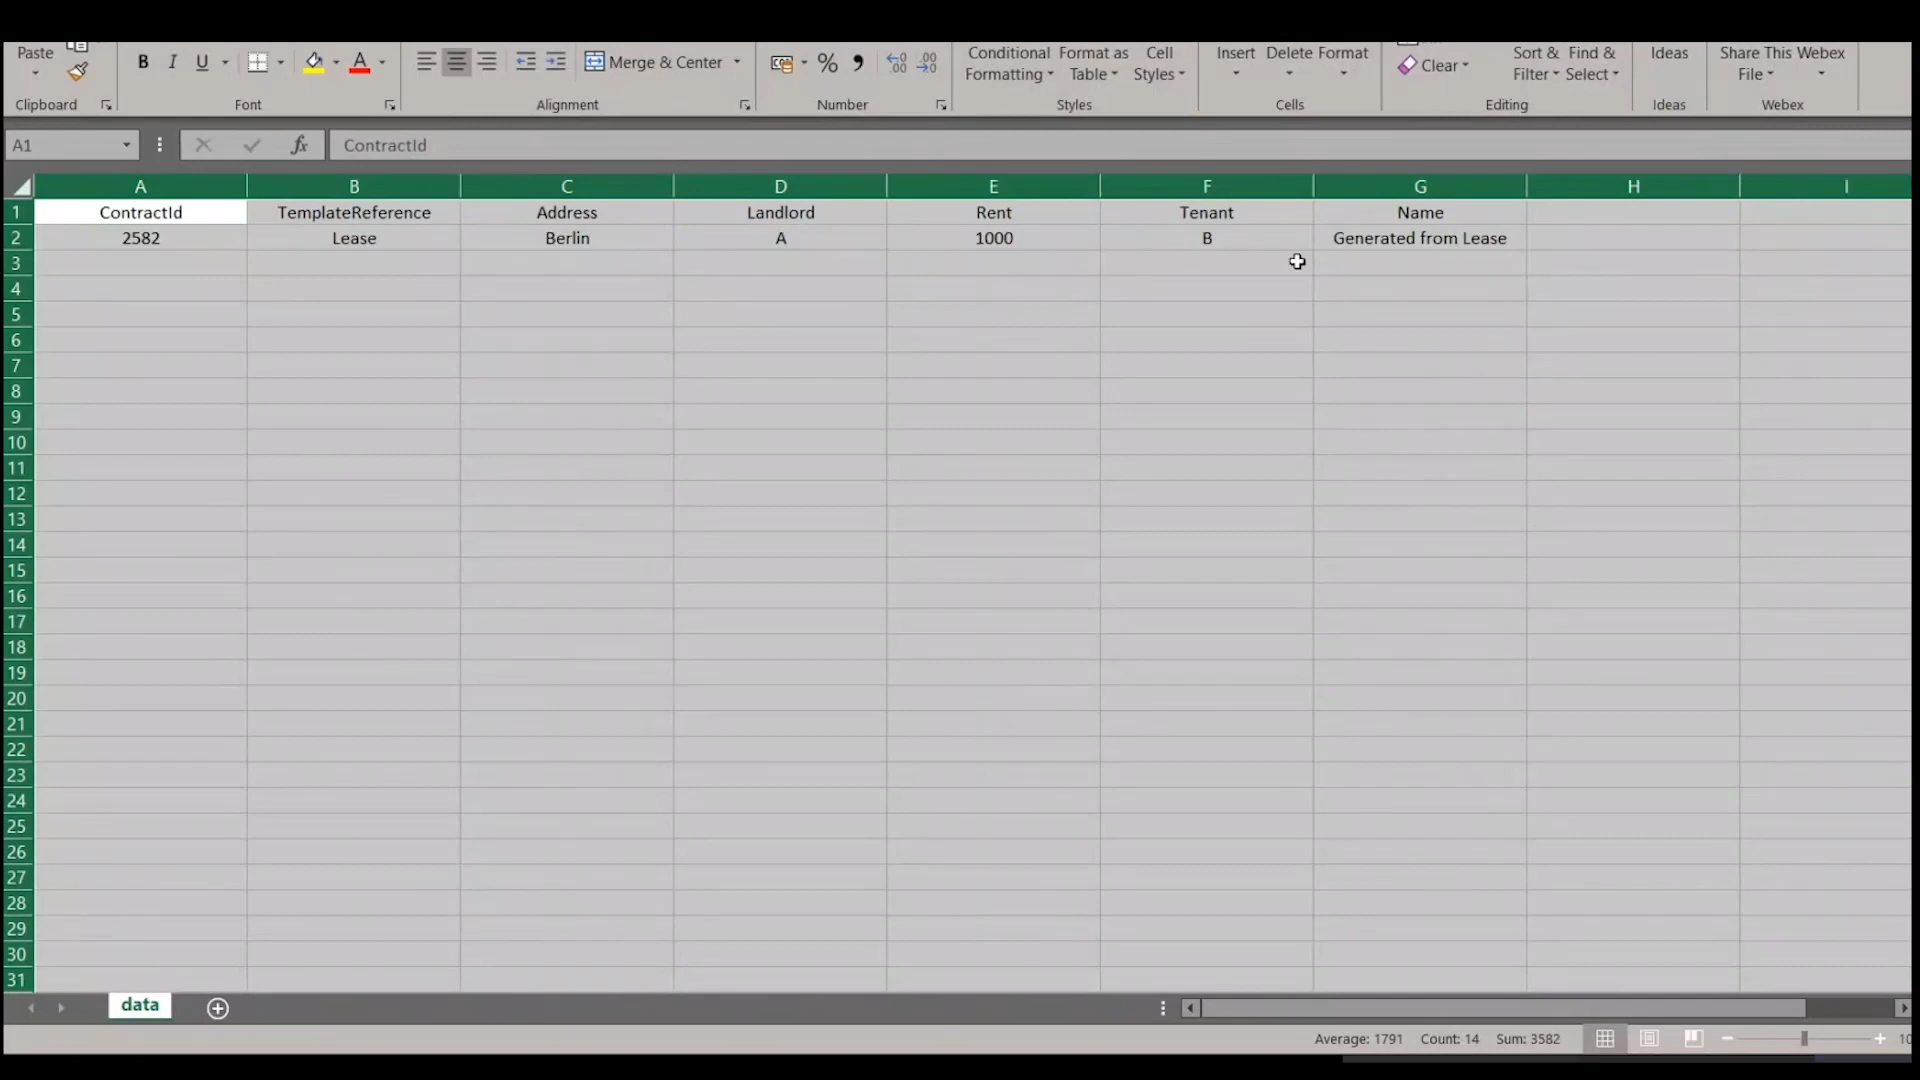 Paste
B I U A
Merge & Center
% 9
Conditional Formatting
Format as Table
Cell Styles
Insert Delete Format
Clear
Sort & Filter
Find & Select
Ideas
Share This File
Webex
Clipboard Font Alignment Number Styles Cells Editing Ideas Webex
A1 fx ContractId
A B C D E F G H I
1 ContractId TemplateReference Address Landlord Rent Tenant Name
2 2582 Lease Berlin A 1000 B Generated from Lease
3
4
5
6
7
8
9
10
11
12
13
14
15
16
17
18
19
20
21
22
23
24
25
26
27
28
29
30
31
data
Average: 1791 Count: 14 Sum: 3582